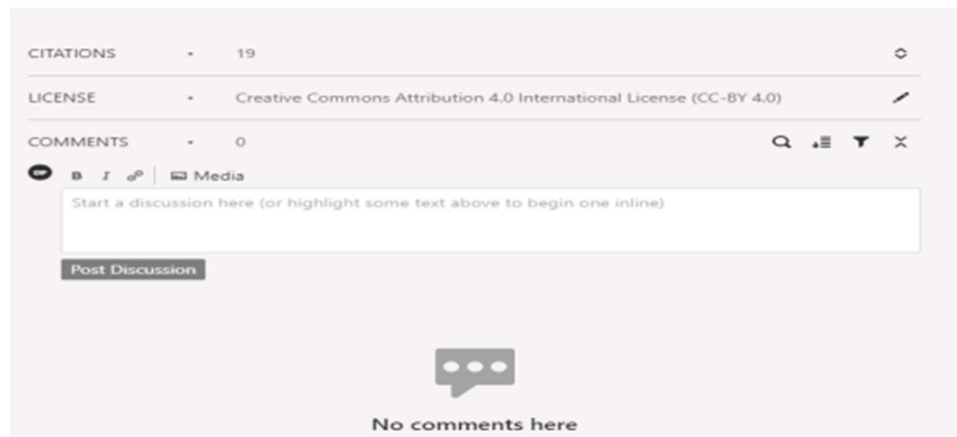 CITATIONS - 19
LICENSE - Creative Commons Attribution 4.0 International License (CC-BY 4.0)
COMMENTS - 0
B I Media
Start a discussion here (or highlight some text above to begin one inline)
Post Discussion
No comments here